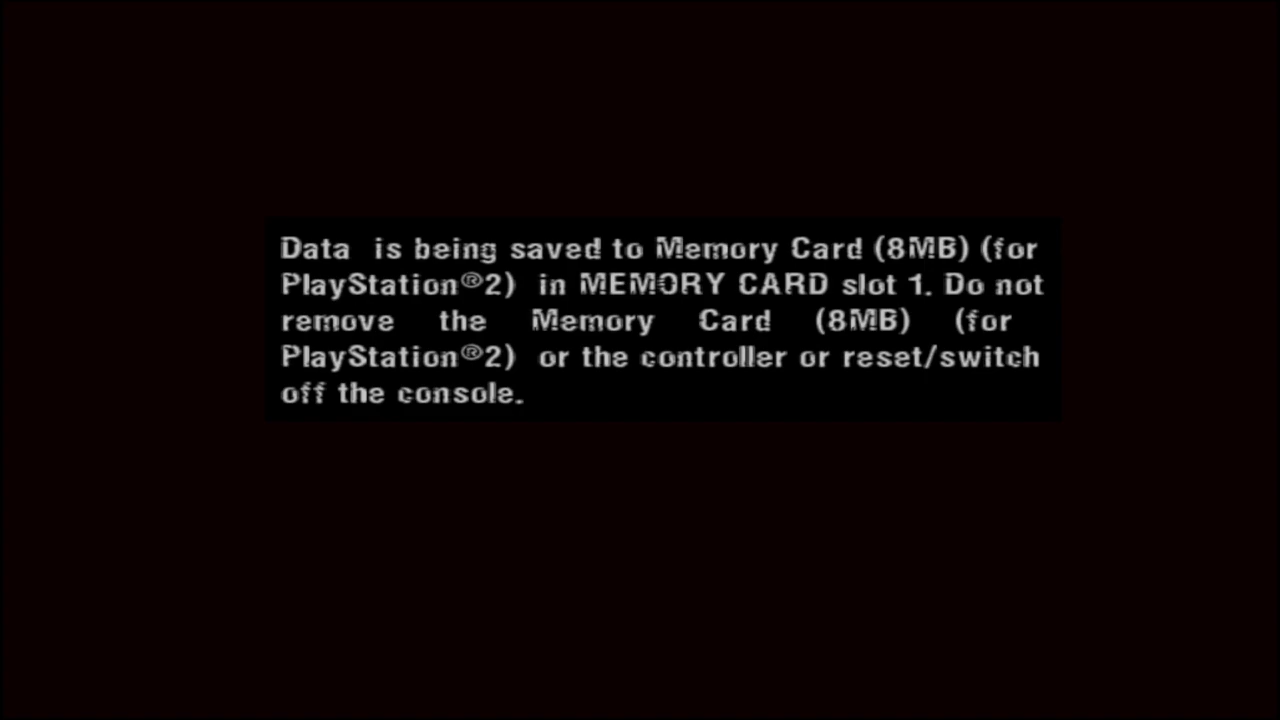 Data is being saved to Memory Card (8MB) (for
PlayStation®2) in MEMORY CARD slot 1. Do not
remove the Memory Card (8MB) (for
PlayStation®2) or the controller or reset/switch
off the console.